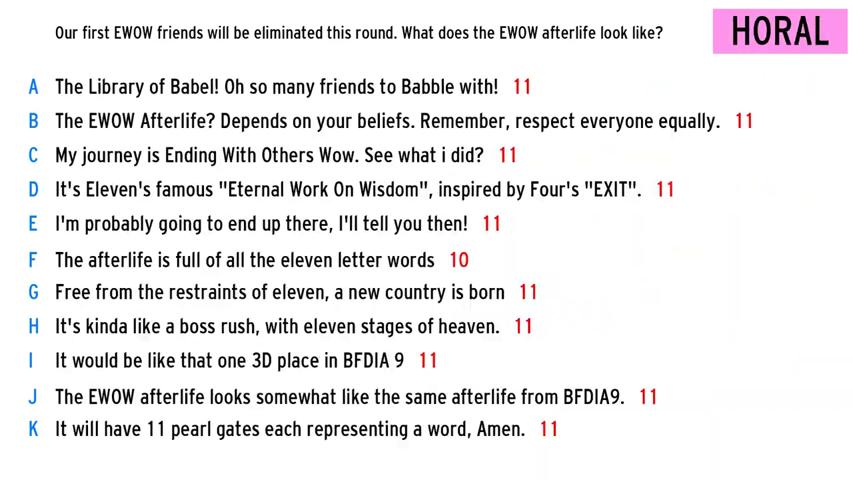 Our first EWOW friends will be eliminated this round. What does the EWOW afterlife look like?
HORAL
A The Library of Babel! Oh so many friends to Babble with! 11
B The EWOW Afterlife? Depends on your beliefs. Remember, respect everyone equally. 11
C My journey is Ending With Others Wow. See what i did? 11
D It's Eleven's famous "Eternal Work On Wisdom", inspired by Four's "EXIT". 11
E I'm probably going to end up there, I'll tell you then! 11
F The afterlife is full of all the eleven letter words 10
G Free from the restraints of eleven, a new country is born 11
H It's kinda like a boss rush, with eleven stages of heaven. 11
I It would be like that one 3D place in BFDIA 9 11
J The EWOW afterlife looks somewhat like the same afterlife from BFDIA9. 11
K It will have 11 pearl gates each representing a word, Amen. 11